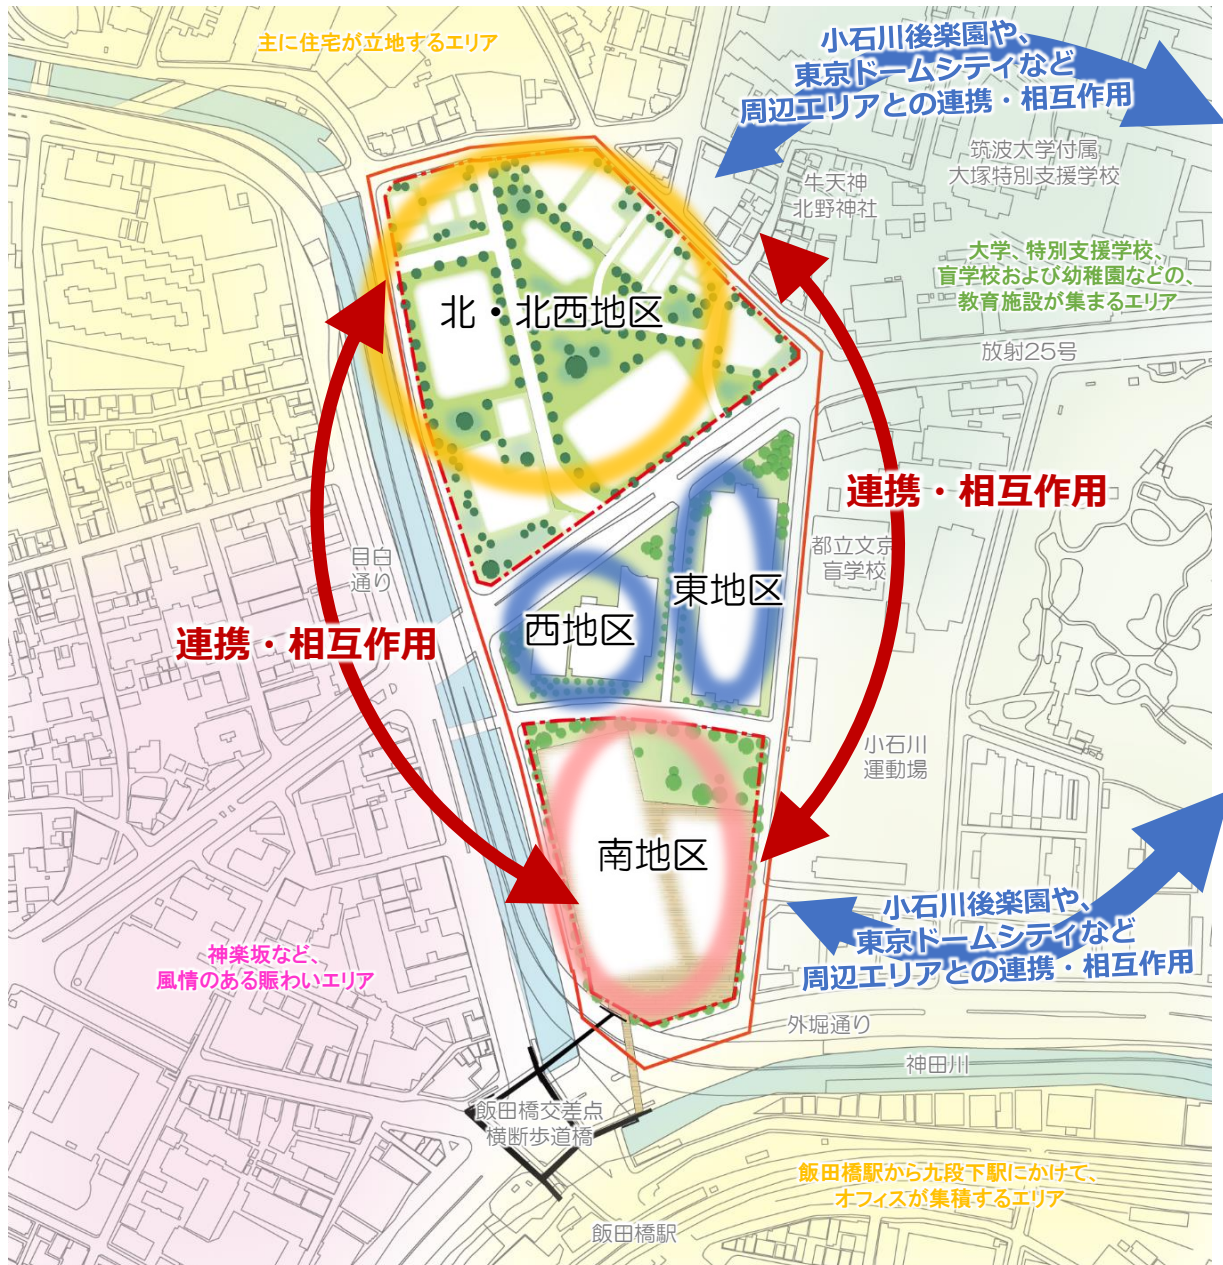 主に住宅が立地するエリア
小石川後楽園や、
東京ドームシティなど
周辺エリアとの連携・相互作用
筑波大学付属
大塚特別支援学校
牛天神
北野神社
大学、特別支援学校、
盲学校および幼稚園などの、
教育施設が集まるエリア
放射25号
北・北西地区
連携・相互作用
目白
通り
都立文京
盲学校
東地区
西地区
連携・相互作用
小石川
運動場
南地区
小石川後楽園や、
東京ドームシティなど
周辺エリアとの連携・相互作用
神楽坂など、
風情のある賑わいエリア
外堀通り
神田川
飯田橋交差点
横断歩道橋
飯田橋駅から九段下駅にかけて、
オフィスが集積するエリア
飯田橋駅